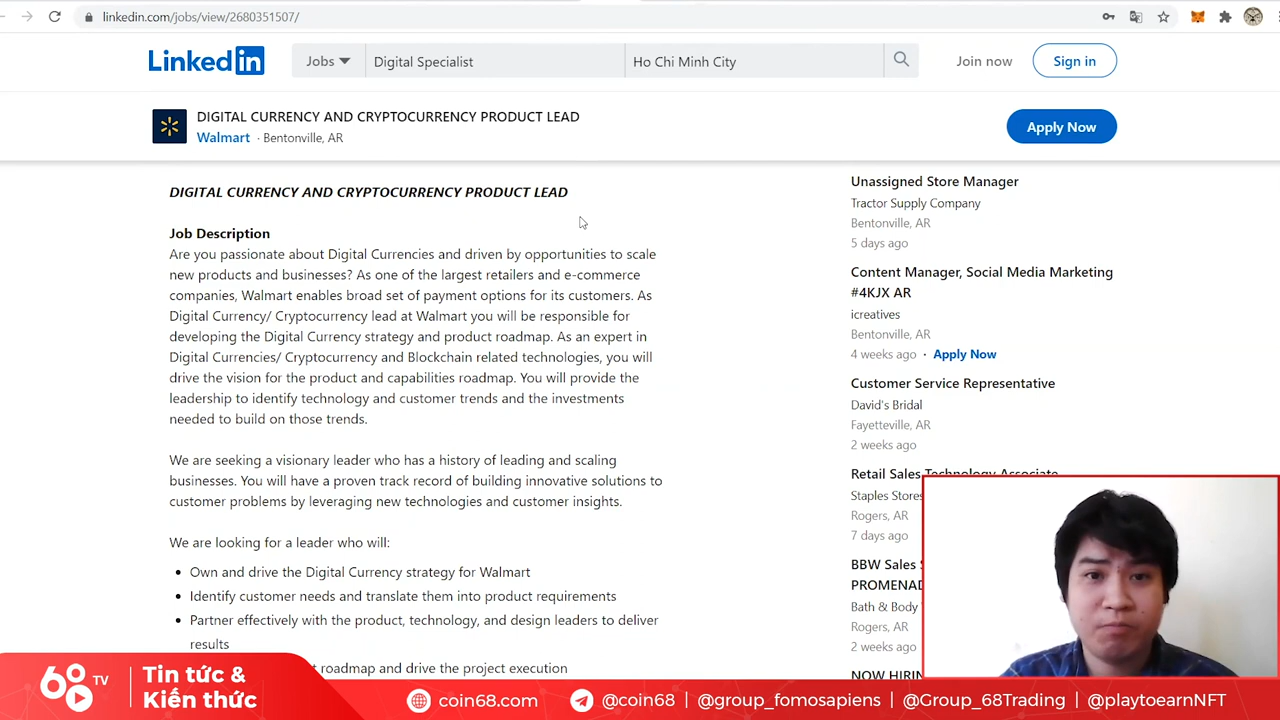 linkedin.com/jobs/view/2680351507/
Linked in
Jobs
Digital Specialist
Ho Chi Minh City
Join now
Sign in
DIGITAL CURRENCY AND CRYPTOCURRENCY PRODUCT LEAD
Walmart · Bentonville, AR
Apply Now
DIGITAL CURRENCY AND CRYPTOCURRENCY PRODUCT LEAD
Job Description
Are you passionate about Digital Currencies and driven by opportunities to scale
new products and businesses? As one of the largest retailers and e-commerce
companies, Walmart enables broad set of payment options for its customers. As
Digital Currency/ Cryptocurrency lead at Walmart you will be responsible for
developing the Digital Currency strategy and product roadmap. As an expert in
Digital Currencies/ Cryptocurrency and Blockchain related technologies, you will
drive the vision for the product and capabilities roadmap. You will provide the
leadership to identify technology and customer trends and the investments
needed to build on those trends.
We are seeking a visionary leader who has a history of leading and scaling
businesses. You will have a proven track record of building innovative solutions to
customer problems by leveraging new technologies and customer insights.
We are looking for a leader who will:
• Own and drive the Digital Currency strategy for Walmart
• Identify customer needs and translate them into product requirements
• Partner effectively with the product, technology, and design leaders to deliver
results
roadmap and drive the project execution
Unassigned Store Manager
Tractor Supply Company
Bentonville, AR
5 days ago
Content Manager, Social Media Marketing
#4KJX AR
icreatives
Bentonville, AR
4 weeks ago · Apply Now
Customer Service Representative
David's Bridal
Fayetteville, AR
2 weeks ago
Retail Sales Technology Associate
Staples Stores
Rogers, AR
7 days ago
BBW Sales
PROMENAD
Bath & Body
Rogers, AR
2 weeks ago
NOW HIRIN
68 TV
Tin tức &
Kiến thức
coin68.com
@coin68 | @group_fomosapiens | @Group_68Trading | @playtoearnNFT